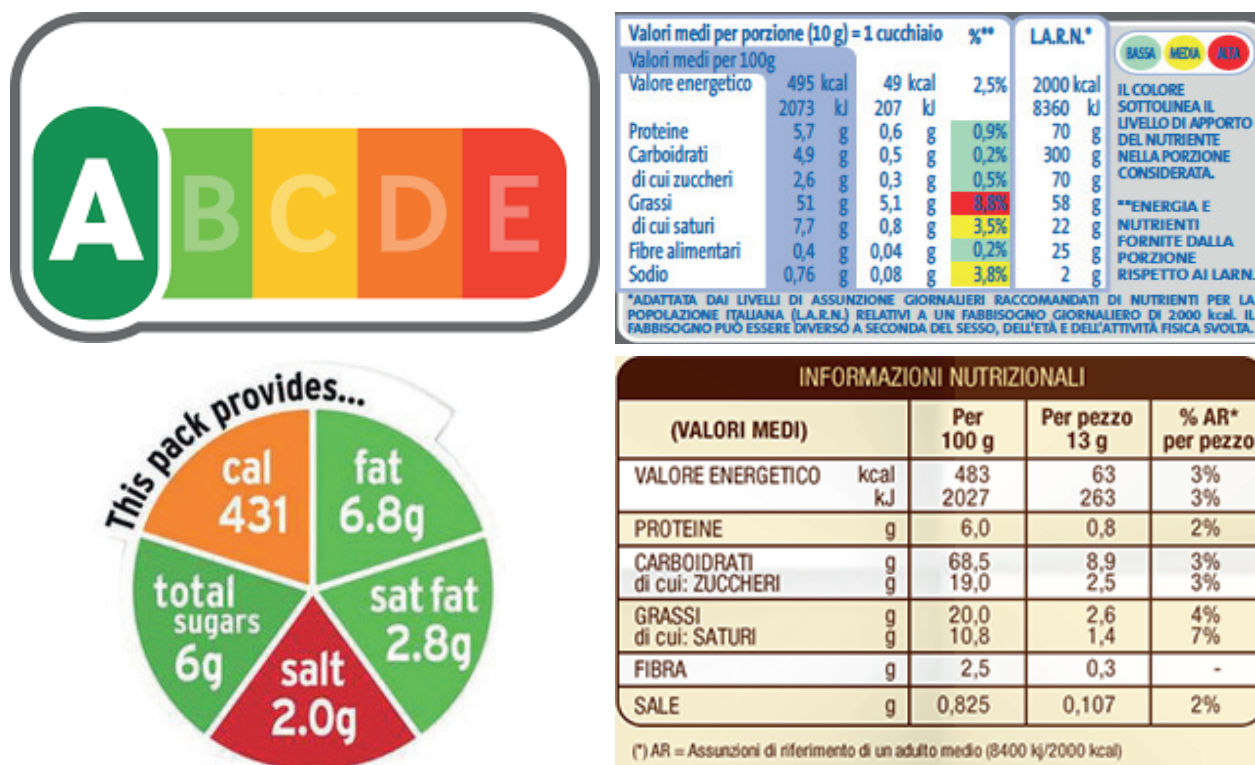 A B C D E
Valori medi per porzione (10 g) = 1 cucchiaio %** L.A.R.N.*
Valori medi per 100g
Valore energetico 495 kcal 49 kcal 2,5% 2000 kcal
2073 kJ 207 kJ 8360 kJ
Proteine 5,7 g 0,6 g 0,9% 70 g
Carboidrati 4,9 g 0,5 g 0,2% 300 g
di cui zuccheri 2,6 g 0,3 g 0,5% 70 g
Grassi 51 g 5,1 g 8,8% 58 g
di cui saturi 7,7 g 0,8 g 3,5% 22 g
Fibre alimentari 0,4 g 0,04 g 0,2% 25 g
Sodio 0,76 g 0,08 g 3,8% 2 g
BASSA MEDIA ALTA
IL COLORE
SOTTOLINEA IL
LIVELLO DI APPORTO
DEL NUTRIENTE
NELLA PORZIONE
CONSIDERATA.
**ENERGIA E
NUTRIENTI
FORNITE DALLA
PORZIONE
RISPETTO AI LARN.
*ADATTATA DAI LIVELLI DI ASSUNZIONE GIORNALIERI RACCOMANDATI DI NUTRIENTI PER LA
POPOLAZIONE ITALIANA (L.A.R.N.) RELATIVI A UN FABBISOGNO GIORNALIERO DI 2000 kcal. IL
FABBISOGNO PUÒ ESSERE DIVERSO A SECONDA DEL SESSO, DELL'ETÀ E DELL'ATTIVITÀ FISICA SVOLTA.
This pack provides...
cal
431
fat
6.8g
sat fat
2.8g
salt
2.0g
total
sugars
6g
INFORMAZIONI NUTRIZIONALI
(VALORI MEDI) Per 100 g Per pezzo 13 g % AR* per pezzo
VALORE ENERGETICO kcal 483 63 3%
kJ 2027 263 3%
PROTEINE g 6,0 0,8 2%
CARBOIDRATI g 68,5 8,9 3%
di cui: ZUCCHERI g 19,0 2,5 3%
GRASSI g 20,0 2,6 4%
di cui: SATURI g 10,8 1,4 7%
FIBRA g 2,5 0,3 -
SALE g 0,825 0,107 2%
(*) AR = Assunzioni di riferimento di un adulto medio (8400 kj/2000 kcal)